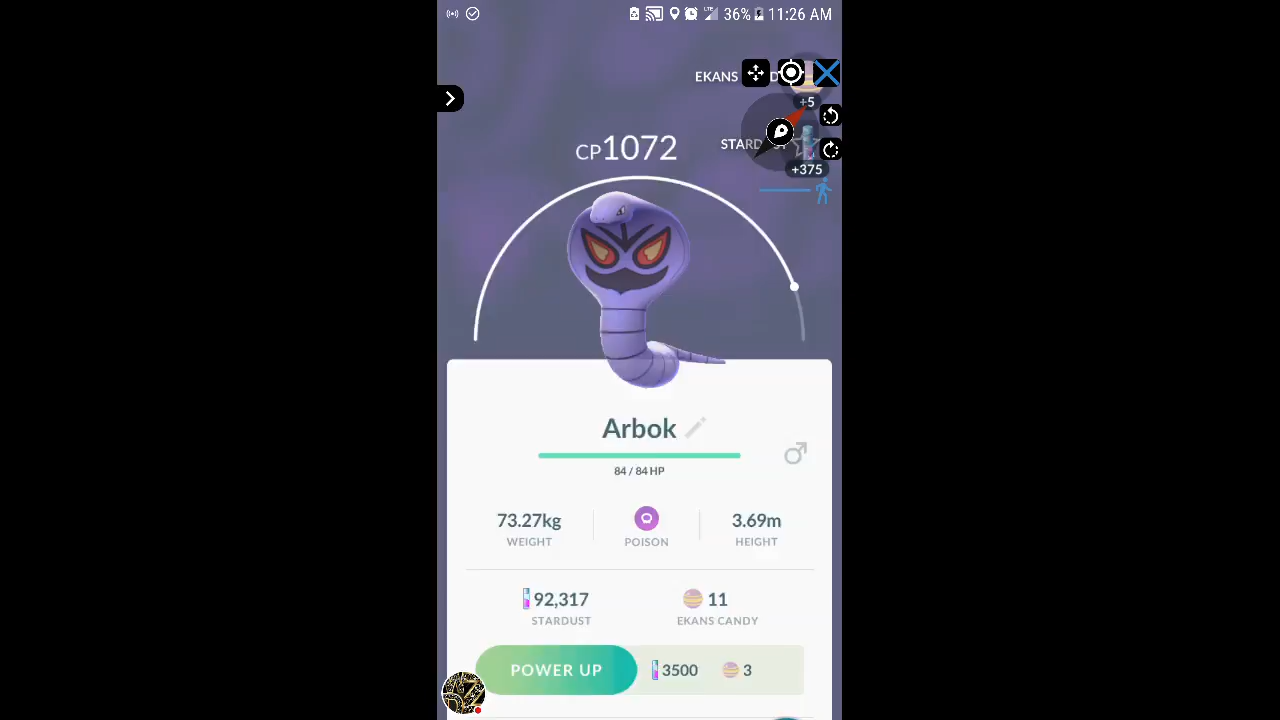 LTE 36% 11:26 AM
EKANS
+5
CP1072
STARD
+375
Arbok
84 / 84 HP
73.27kg
WEIGHT
POISON
3.69m
HEIGHT
92,317
STARDUST
11
EKANS CANDY
POWER UP
3500
3